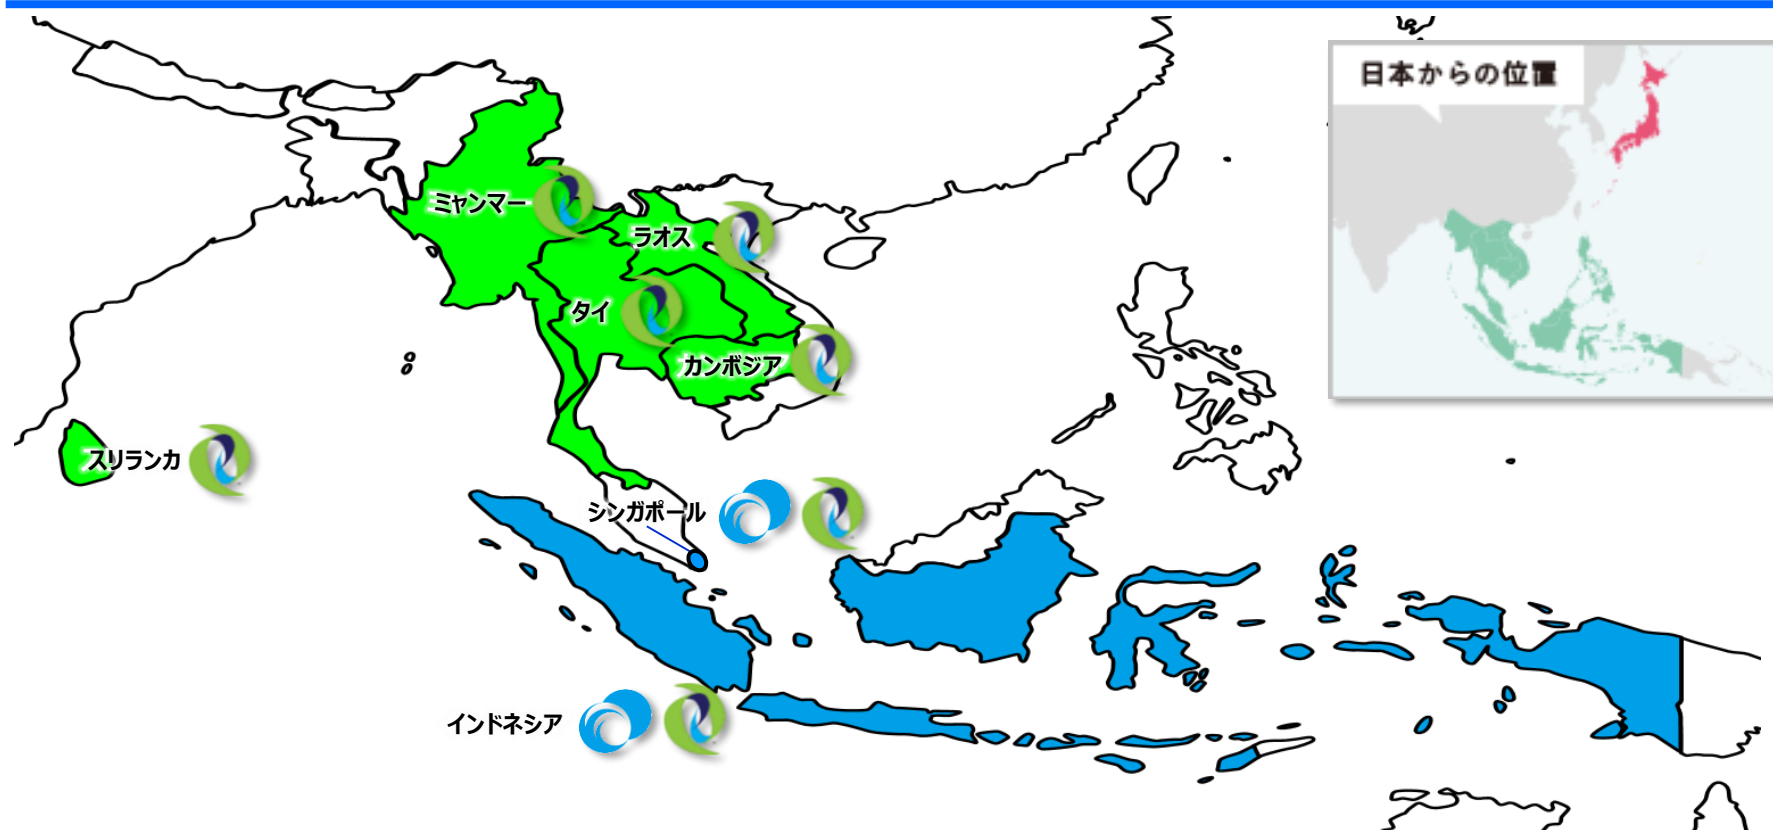 日本からの位置
ミャンマー
ラオス
タイ
カンボジア
スリランカ
シンガポール
インドネシア